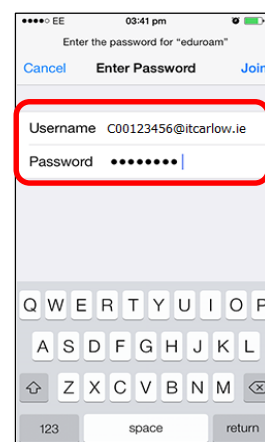 EE 03:41 pm
Enter the password for “eduroam”
Cancel Enter Password Join
Username C00123456@itcarlow.ie
Password ••••••••
Q W E R T Y U I O P
A S D F G H J K L
Z X C V B N M
123 space return